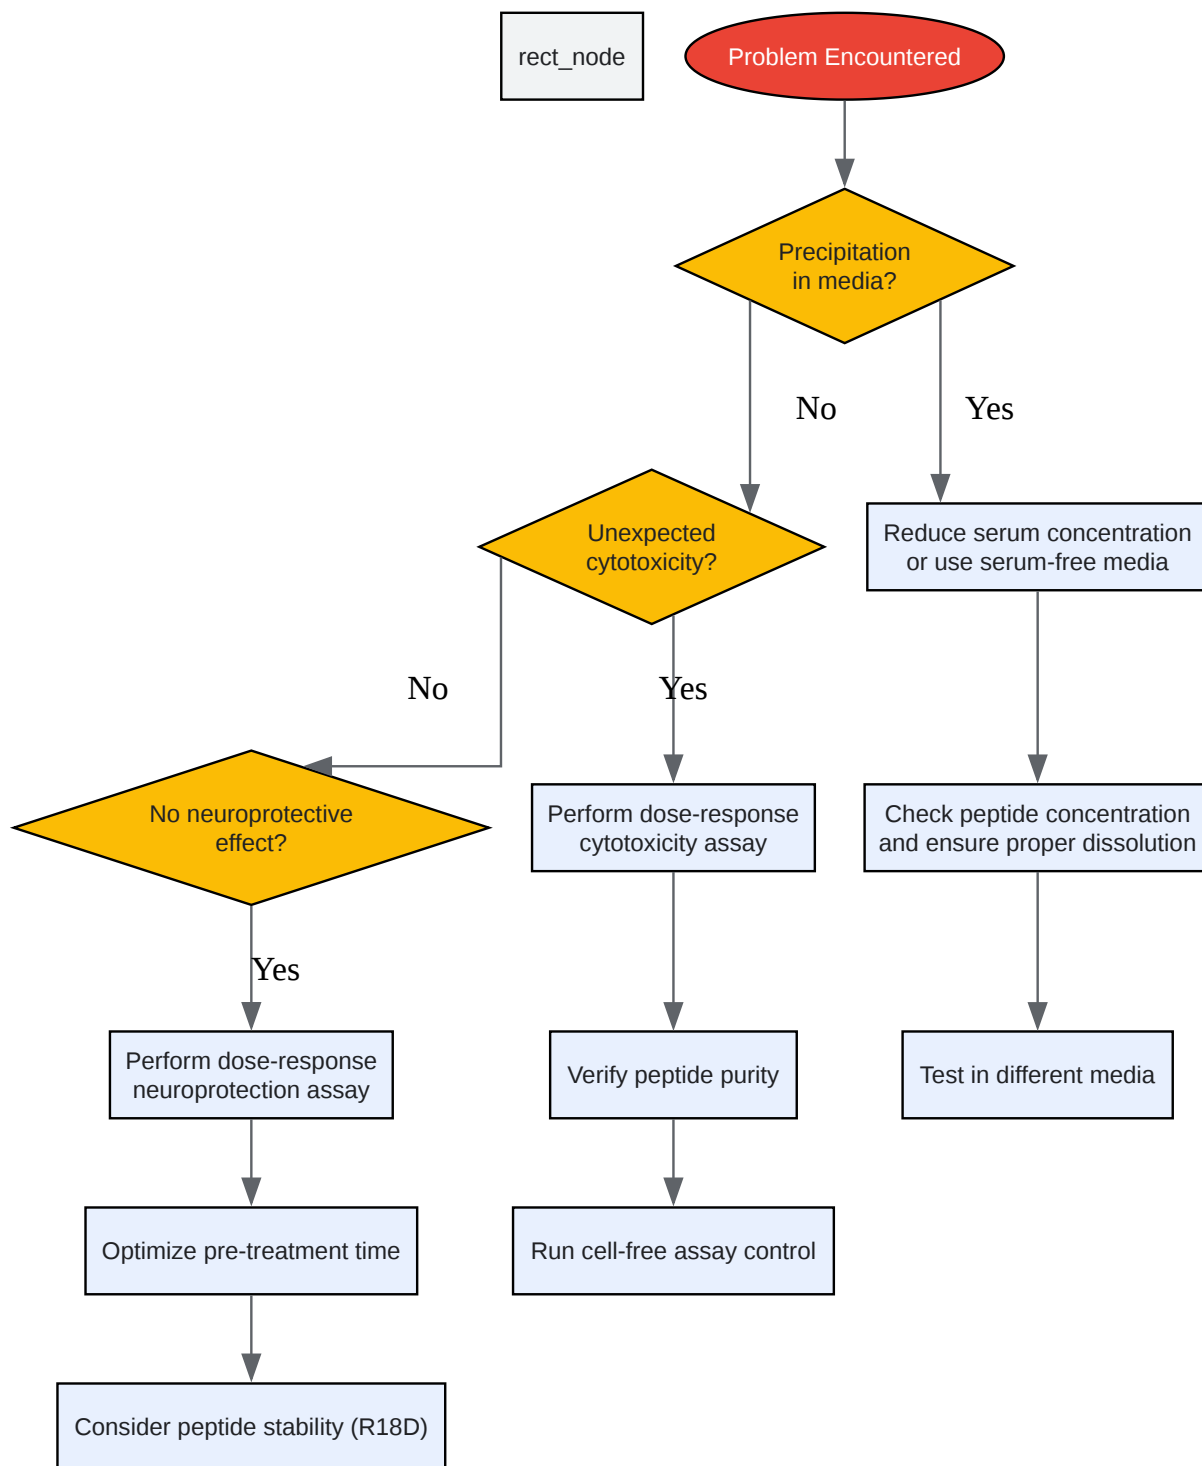 rect_node
Problem Encountered
Precipitation
in media?
No
Yes
Unexpected
cytotoxicity?
Reduce serum concentration
or use serum-free media
No
Yes
No neuroprotective
effect?
Perform dose-response
cytotoxicity assay
Check peptide concentration
and ensure proper dissolution
Yes
Perform dose-response
neuroprotection assay
Verify peptide purity
Test in different media
Optimize pre-treatment time
Run cell-free assay control
Consider peptide stability (R18D)